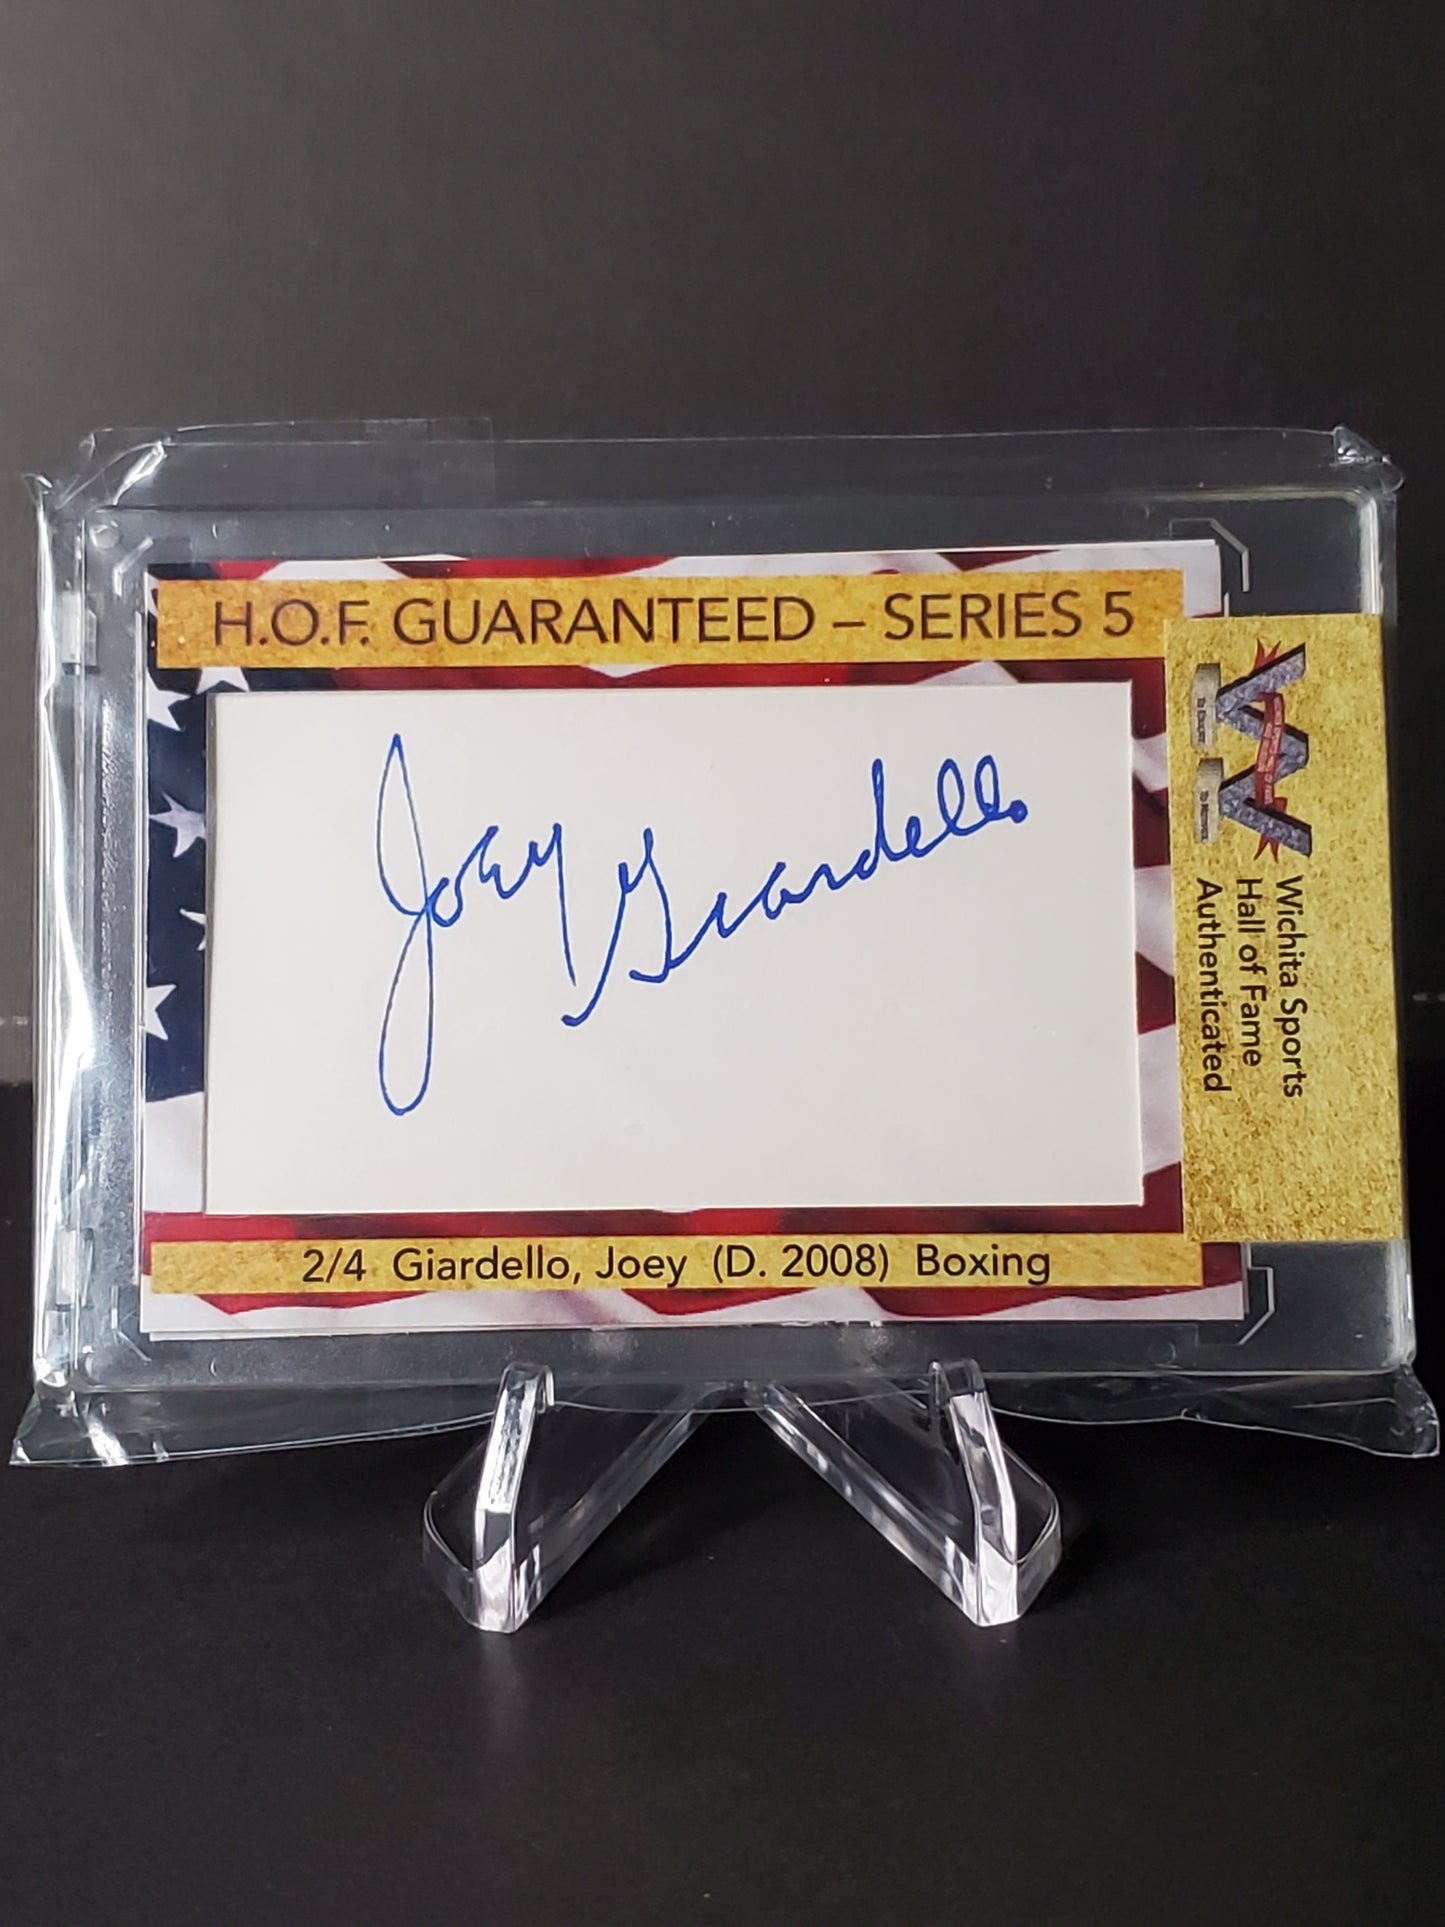 H.O.F. GUARANTEED – SERIES 5
Joey Giardello
2/4 Giardello, Joey (D. 2008) Boxing
Wichita Sports
Hall of Fame
Authenticated